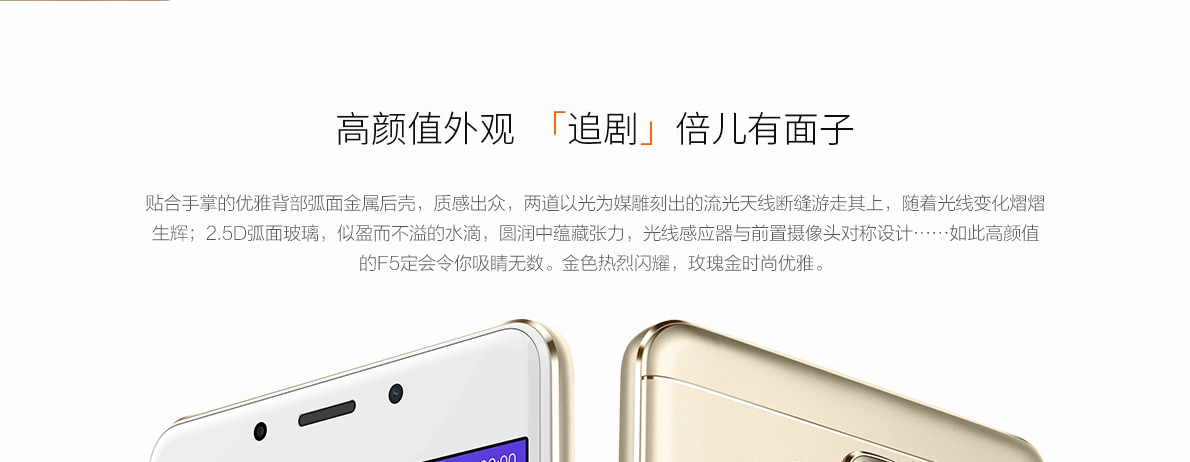 高颜值外观 「追剧」倍儿有面子
贴合手掌的优雅背部弧面金属后壳，质感出众，两道以光为媒雕刻出的流光天线断缝游走其上，随着光线变化熠熠
生辉；2.5D弧面玻璃，似盈而不溢的水滴，圆润中蕴藏张力，光线感应器与前置摄像头对称设计……如此高颜值
的F5定会令你吸睛无数。金色热烈闪耀，玫瑰金时尚优雅。